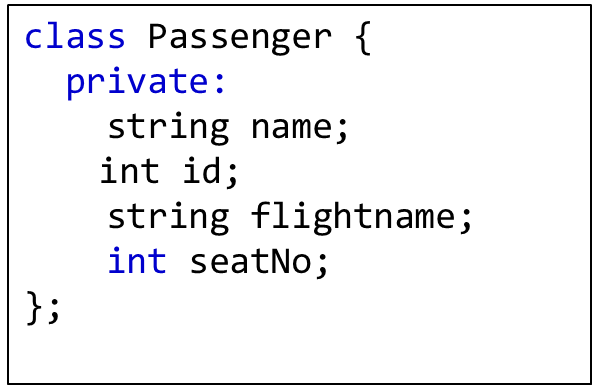 class Passenger {
  private:
    string name;
    int id;
    string flightname;
    int seatNo;
};